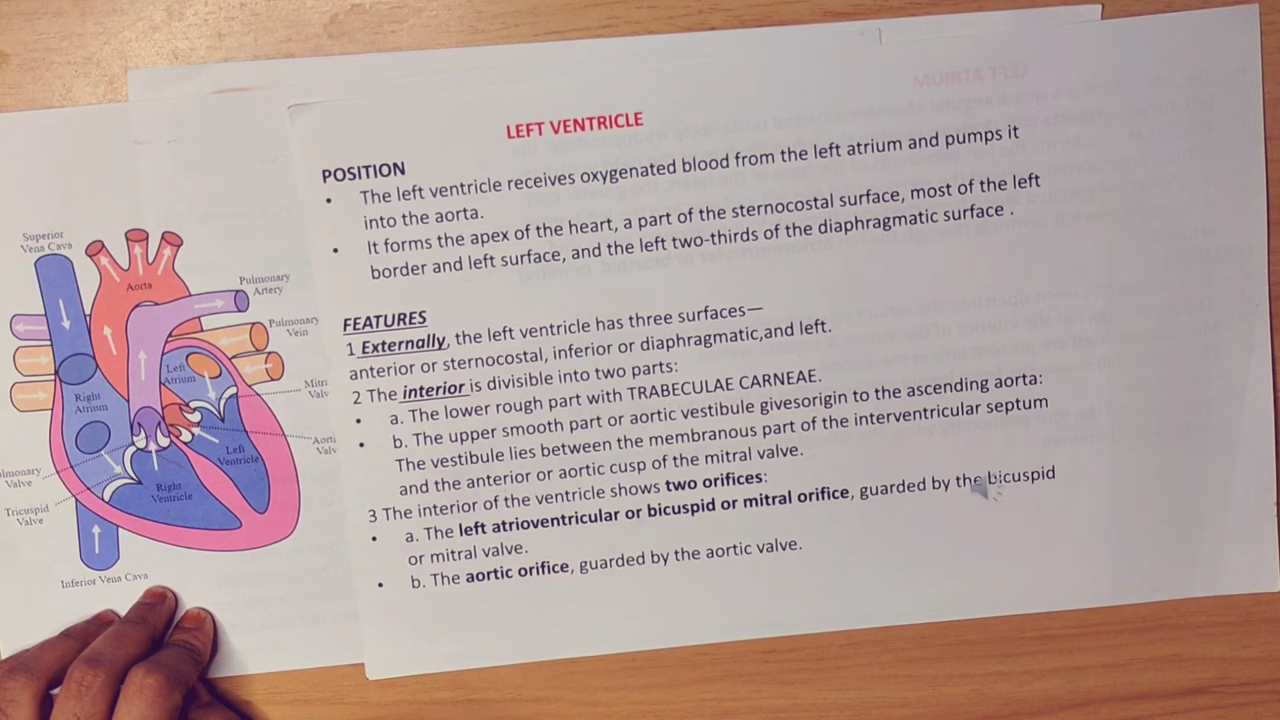 LEFT VENTRICLE
POSITION
• The left ventricle receives oxygenated blood from the left atrium and pumps it
into the aorta.
• It forms the apex of the heart, a part of the sternocostal surface, most of the left
border and left surface, and the left two-thirds of the diaphragmatic surface .
FEATURES
1 Externally, the left ventricle has three surfaces—
anterior or sternocostal, inferior or diaphragmatic,and left.
2 The interior is divisible into two parts:
• a. The lower rough part with TRABECULAE CARNEAE.
• b. The upper smooth part or aortic vestibule givesorigin to the ascending aorta:
The vestibule lies between the membranous part of the interventricular septum
and the anterior or aortic cusp of the mitral valve.
3 The interior of the ventricle shows two orifices:
• a. The left atrioventricular or bicuspid or mitral orifice, guarded by the bicuspid
or mitral valve.
• b. The aortic orifice, guarded by the aortic valve.
Superior
Vena Cava
Aorta
Pulmonary
Artery
Pulmonary
Vein
Left
Atrium
Mitr
Valv
Right
Atrium
Aorti
Valv
Left
Ventricle
Right
Ventricle
lmonary
Valve
Tricuspid
Valve
Inferior Vena Cava